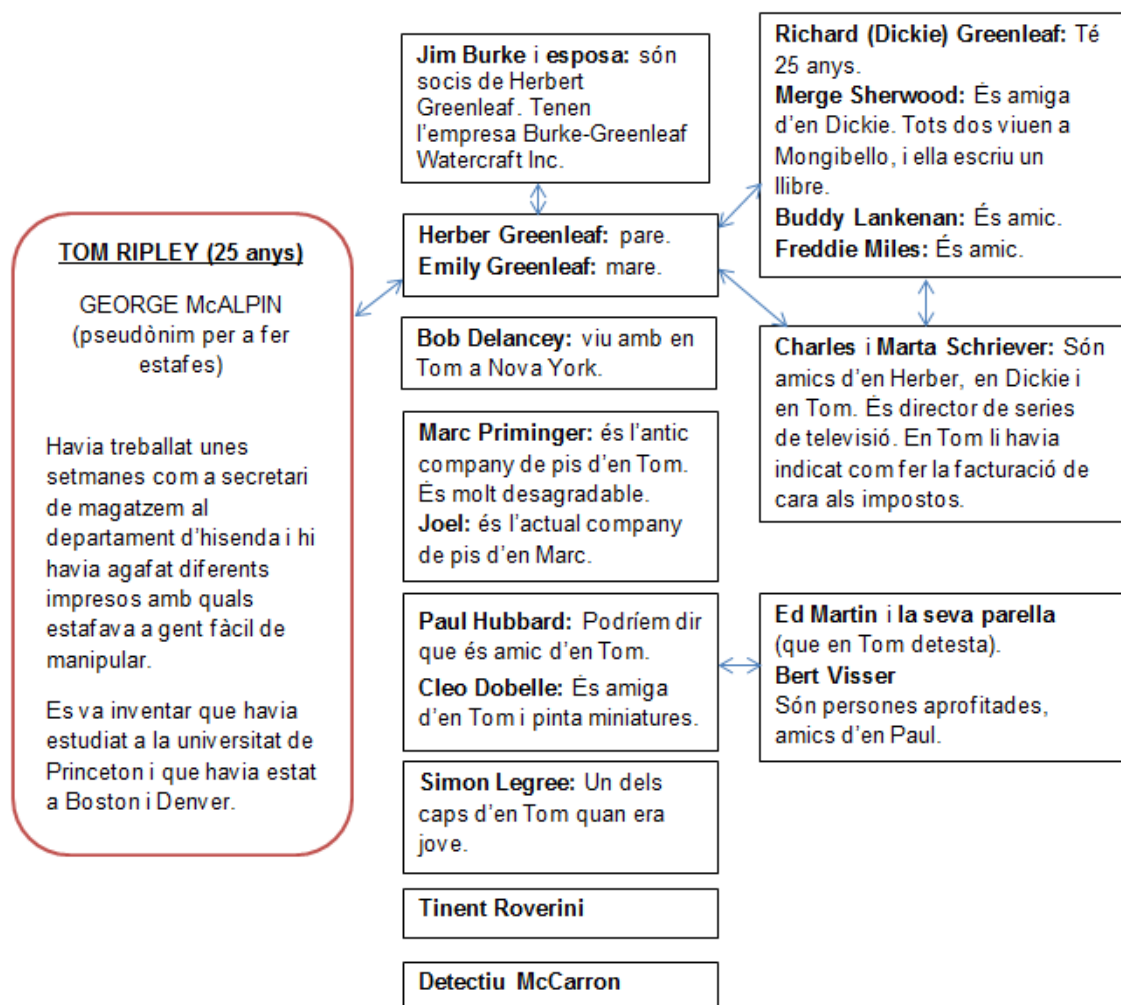 TOM RIPLEY (25 anys)
GEORGE McALPIN
(pseudònim per a fer
estafes)
Havia treballat unes
setmanes com a secretari
de magatzem al
departament d'hisenda i hi
havia agafat diferents
impresos amb quals
estafava a gent fàcil de
manipular.
Es va inventar que havia
estudiat a la universitat de
Princeton i que havia estat
a Boston i Denver.
Jim Burke i esposa: són
socis de Herbert
Greenleaf. Tenen
l'empresa Burke-Greenleaf
Watercraft Inc.
Herber Greenleaf: pare.
Emily Greenleaf: mare.
Bob Delancey: viu amb en
Tom a Nova York.
Marc Priminger: és l'antic
company de pis d'en Tom.
És molt desagradable.
Joel: és l'actual company
de pis d'en Marc.
Paul Hubbard: Podríem dir
que és amic d'en Tom.
Cleo Dobelle: És amiga
d'en Tom i pinta miniatures.
Simon Legree: Un dels
caps d'en Tom quan era
jove.
Tinent Roverini
Detectiu McCarron
Richard (Dickie) Greenleaf: Té
25 anys.
Merge Sherwood: És amiga
d'en Dickie. Tots dos viuen a
Mongibello, i ella escriu un
llibre.
Buddy Lankenan: És amic.
Freddie Miles: És amic.
Charles i Marta Schriever: Són
amics d'en Herber, en Dickie i
en Tom. És director de series
de televisió. En Tom li havia
indicat com fer la facturació de
cara als impostos.
Ed Martin i la seva parella
(que en Tom detesta).
Bert Visser
Són persones aprofitades,
amics d'en Paul.